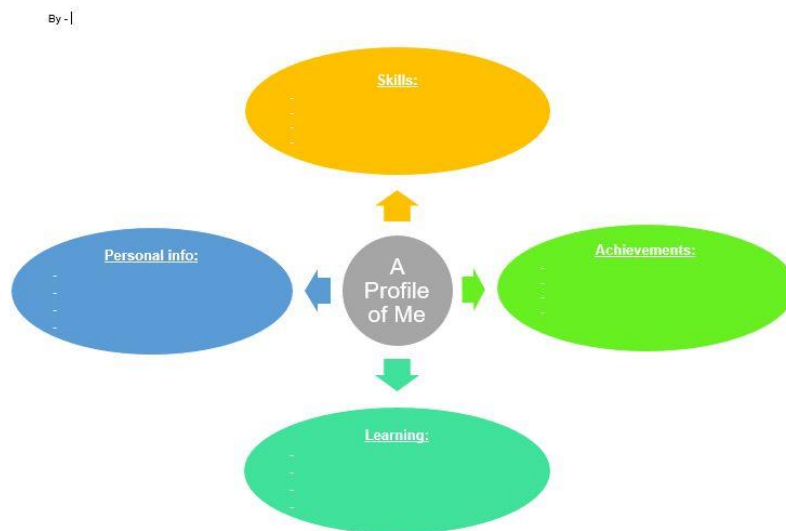 By -
Skills:
-
-
-
-
Personal info:
-
-
-
-
A
Profile
of Me
Achievements:
-
-
-
-
Learning:
-
-
-
-